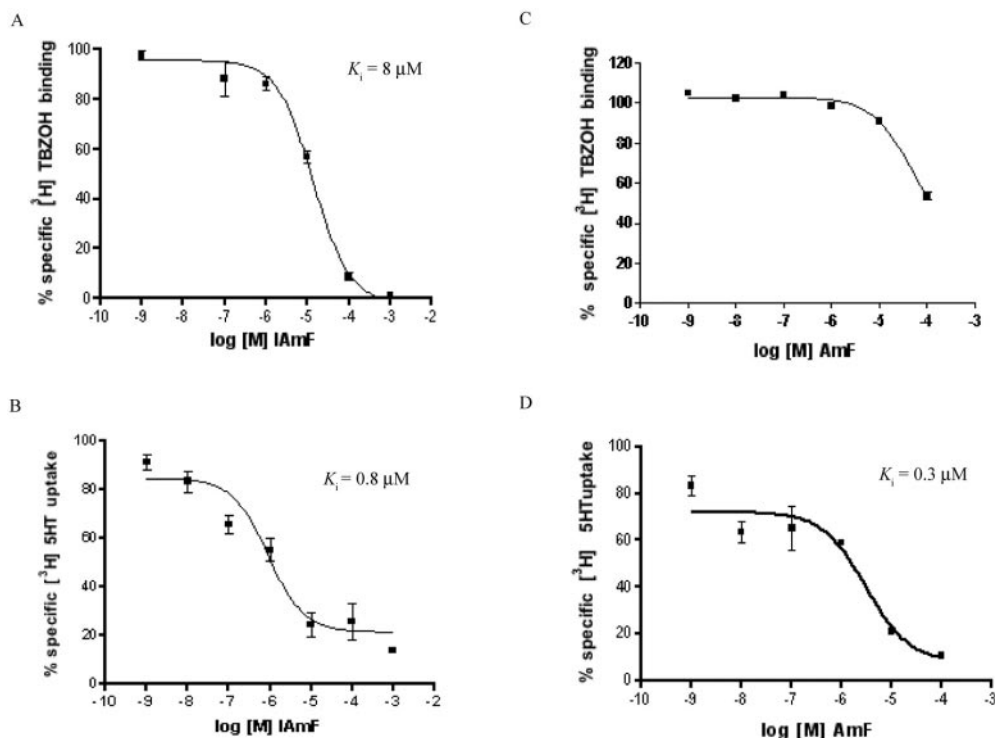 A
% specific [³H] TBZOH binding
100
80
60
40
20
0
-10 -9 -8 -7 -6 -5 -4 -3 -2
log [M] IAmF
Kᵢ = 8 µM
C
% specific [³H] TBZOH binding
120
100
80
60
40
20
0
-10 -9 -8 -7 -6 -5 -4 -3
log [M] AmF
B
% specific [³H] 5HT uptake
100
80
60
40
20
0
-10 -9 -8 -7 -6 -5 -4 -3 -2
log [M] IAmF
Kᵢ = 0.8 µM
D
% specific [³H] 5HTuptake
100
80
60
40
20
0
-10 -9 -8 -7 -6 -5 -4 -3
log [M] AmF
Kᵢ = 0.3 µM